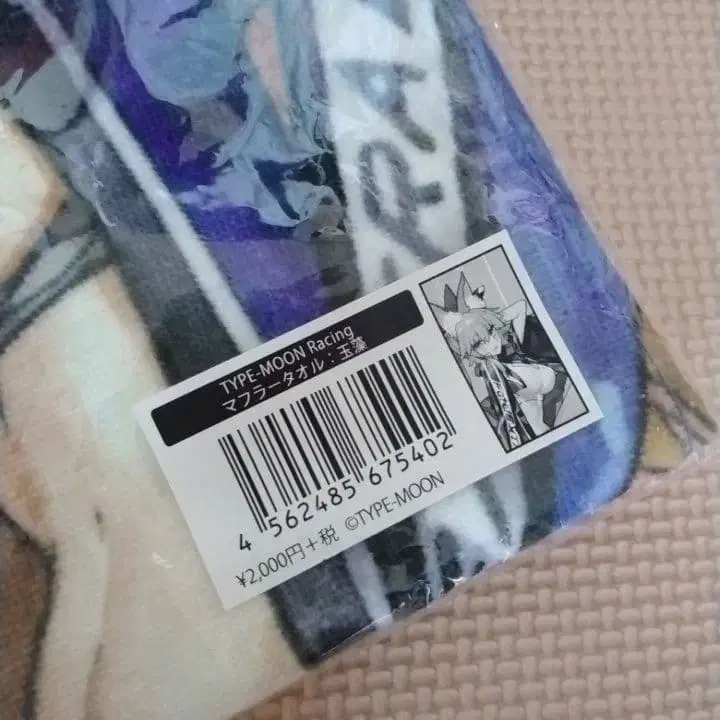 TYPE-MOON Racing
マフラータオル：玉藻
4 562485 675402
¥2,000円＋税 ©TYPE-MOON